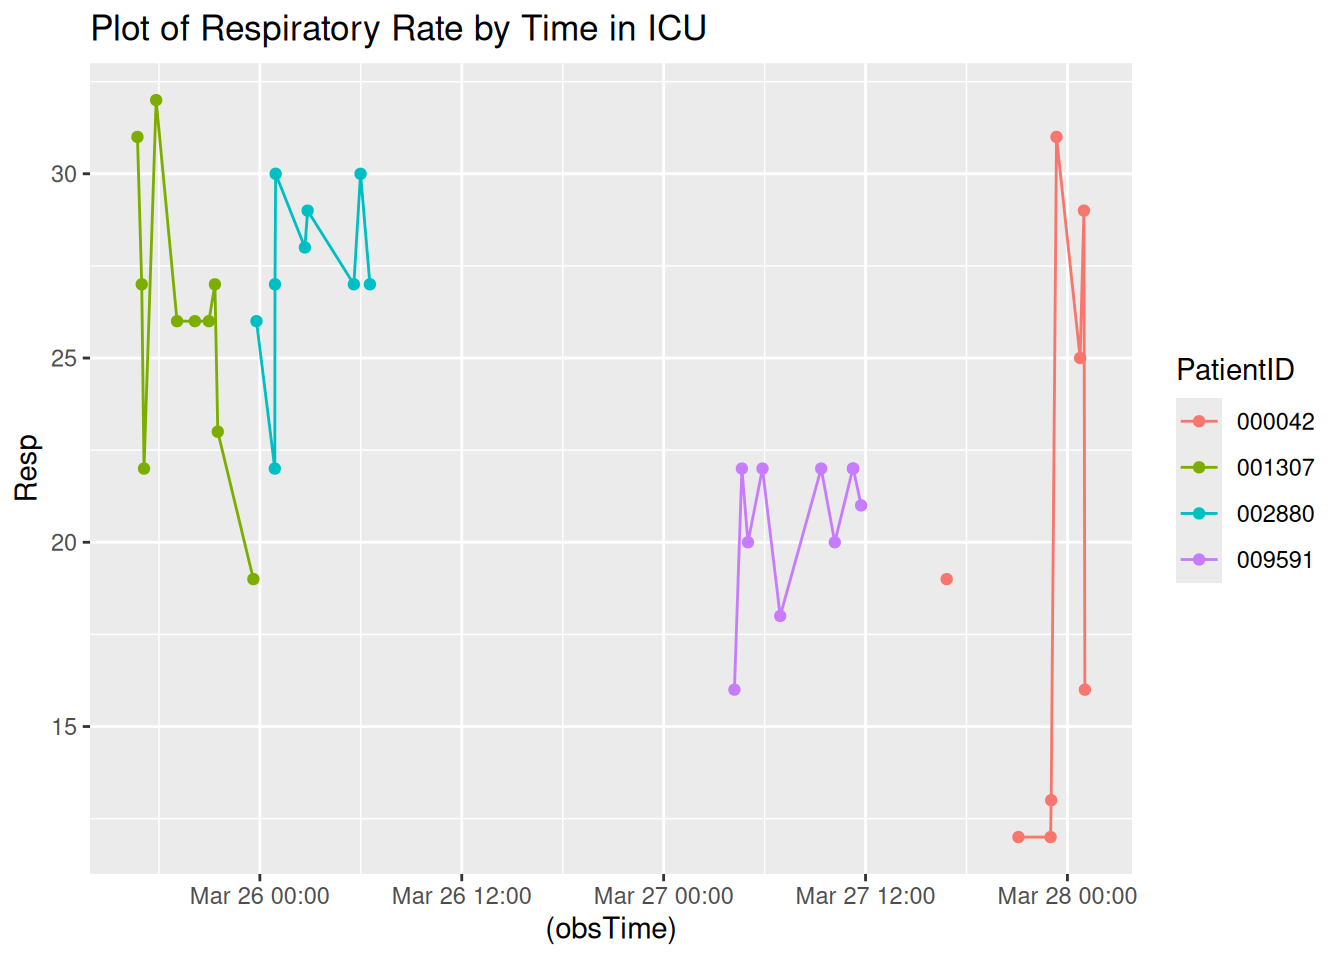 Plot of Respiratory Rate by Time in ICU
30
25
20
15
Resp
Mar 26 00:00
Mar 26 12:00
Mar 27 00:00
Mar 27 12:00
Mar 28 00:00
(obsTime)
PatientID
000042
001307
002880
009591